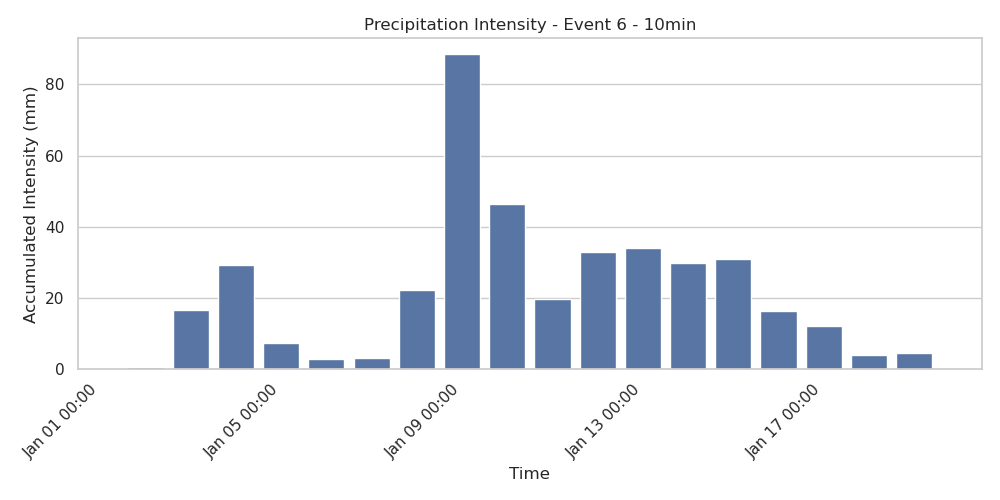 Precipitation Intensity - Event 6 - 10min
Accumulated Intensity (mm)
80
60
40
20
0
Jan 01 00:00
Jan 05 00:00
Jan 09 00:00
Jan 13 00:00
Jan 17 00:00
Time